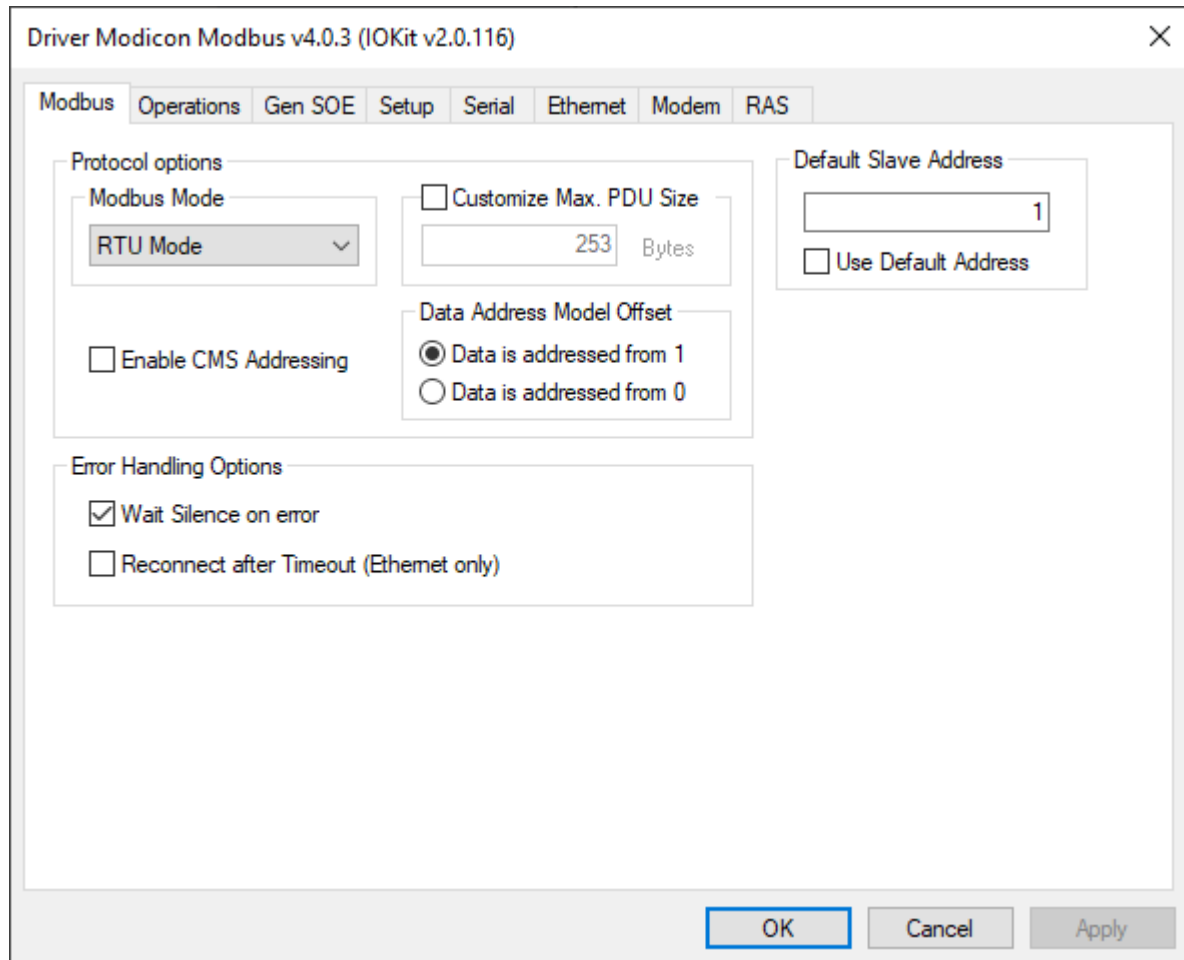 Driver Modicon Modbus v4.0.3 (IOKit v2.0.116)
Modbus Operations Gen SOE Setup Serial Ethernet Modem RAS
Protocol options
Modbus Mode
RTU Mode
Customize Max. PDU Size
253 Bytes
Enable CMS Addressing
Data Address Model Offset
Data is addressed from 1
Data is addressed from 0
Default Slave Address
1
Use Default Address
Error Handling Options
Wait Silence on error
Reconnect after Timeout (Ethernet only)
OK Cancel Apply